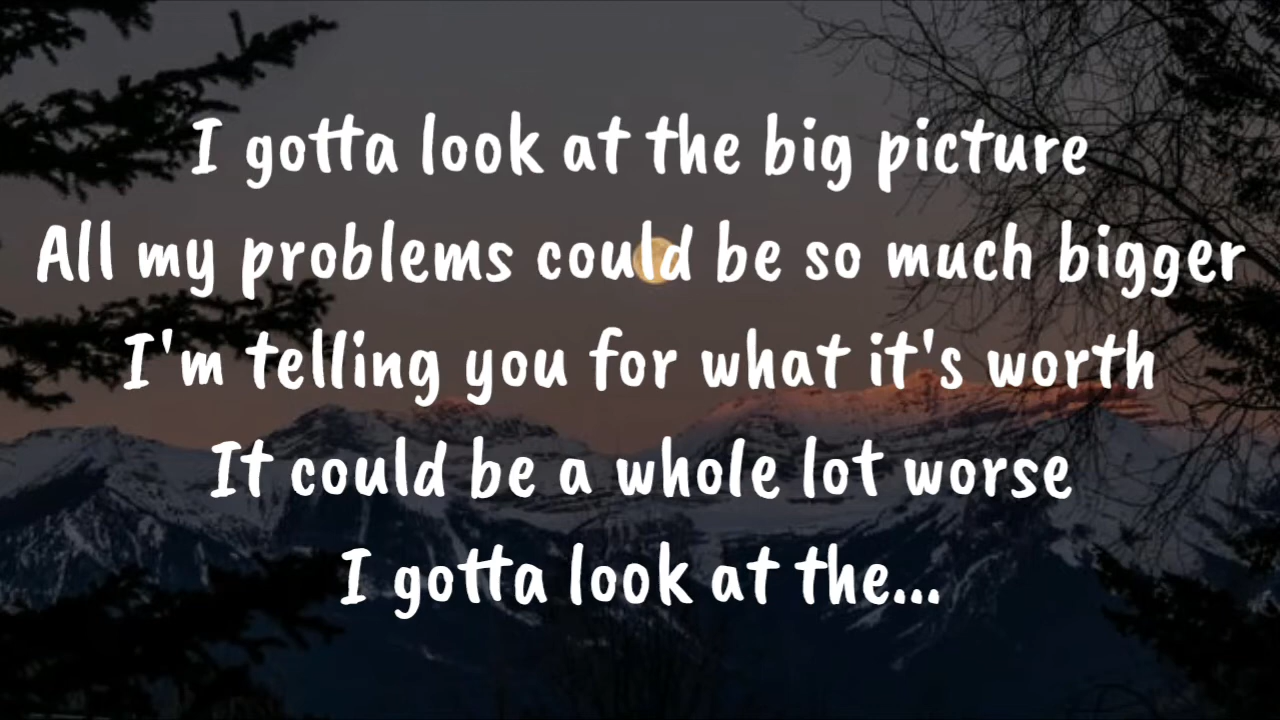 I gotta look at the big picture
All my problems could be so much bigger
I'm telling you for what it's worth
It could be a whole lot worse
I gotta look at the...